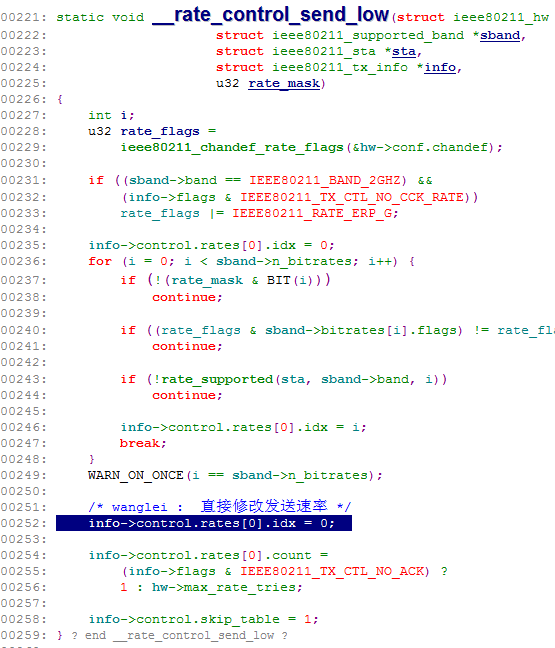 00221: static void __rate_control_send_low(struct ieee80211_hw
00222: struct ieee80211_supported_band *sband,
00223: struct ieee80211_sta *sta,
00224: struct ieee80211_tx_info *info,
00225: u32 rate_mask)
00226: {
00227: int i;
00228: u32 rate_flags =
00229: ieee80211_chandef_rate_flags(&hw->conf.chandef);
00230:
00231: if ((sband->band == IEEE80211_BAND_2GHZ) &&
00232: (info->flags & IEEE80211_TX_CTL_NO_CCK_RATE))
00233: rate_flags |= IEEE80211_RATE_ERP_G;
00234:
00235: info->control.rates[0].idx = 0;
00236: for (i = 0; i < sband->n_bitrates; i++) {
00237: if (!(rate_mask & BIT(i)))
00238: continue;
00239:
00240: if ((rate_flags & sband->bitrates[i].flags) != rate_fla
00241: continue;
00242:
00243: if (!rate_supported(sta, sband->band, i))
00244: continue;
00245:
00246: info->control.rates[0].idx = i;
00247: break;
00248: }
00249: WARN_ON_ONCE(i == sband->n_bitrates);
00250:
00251: /* wanglei : 直接修改发送速率 */
00252: info->control.rates[0].idx = 0;
00253:
00254: info->control.rates[0].count =
00255: (info->flags & IEEE80211_TX_CTL_NO_ACK) ?
00256: 1 : hw->max_rate_tries;
00257:
00258: info->control.skip_table = 1;
00259: } ? end __rate_control_send_low ?